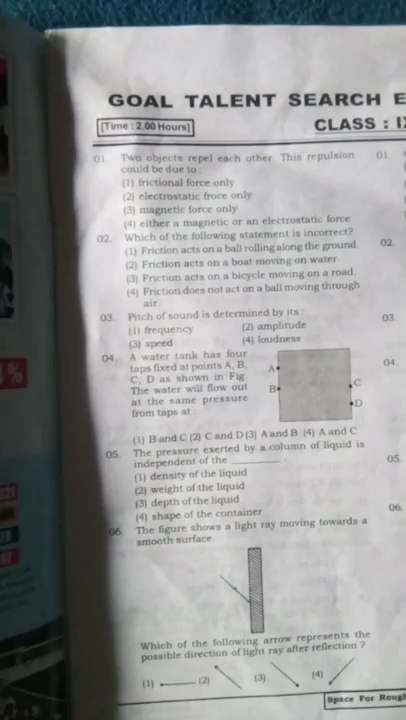 GOAL TALENT SEARCH E
[Time : 2.00 Hours]
CLASS : IX
01. Two objects repel each other. This repulsion
could be due to :
(1) frictional force only
(2) electrostatic froce only
(3) magnetic force only
(4) either a magnetic or an electrostatic force
02. Which of the following statement is incorrect?
(1) Friction acts on a ball rolling along the ground.
(2) Friction acts on a boat moving on water.
(3) Friction acts on a bicycle moving on a road.
(4) Friction does not act on a ball moving through
air.
03. Pitch of sound is determined by its :
(1) frequency (2) amplitude
(3) speed (4) loudness
04. A water tank has four
taps fixed at points A, B,
C, D as shown in Fig.
The water will flow out
at the same pressure
from taps at
A
B
C
D
(1) B and C (2) C and D (3) A and B (4) A and C
05. The pressure exerted by a column of liquid is
independent of the ________ .
(1) density of the liquid
(2) weight of the liquid
(3) depth of the liquid
(4) shape of the container
06. The figure shows a light ray moving towards a
smooth surface.
Which of the following arrow represents the
possible direction of light ray after reflection ?
(1) (2) (3) (4)
Space For Rough
01.
02.
03.
04.
05.
06.
%